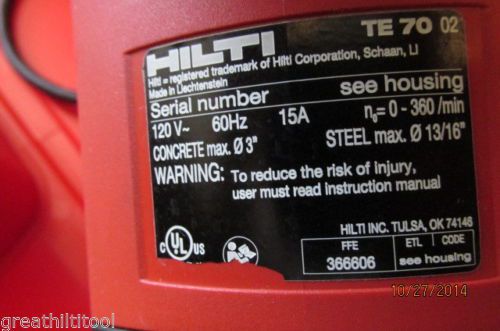 HILTI TE 70 02
Hilti = registered trademark of Hilti Corporation, Schaan, LI
Made in Liechtenstein
Serial number see housing
120 V~ 60Hz 15A n₀= 0 - 360 /min
CONCRETE max. Ø 3" STEEL max. Ø 13/16"
WARNING: To reduce the risk of injury,
user must read instruction manual
HILTI INC. TULSA, OK 74146
c UL US
FFE ETL CODE
366606 see housing
10/27/2014
greathiltitool